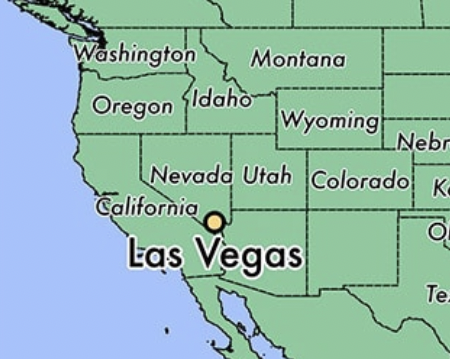 Washington
Montana
Oregon
Idaho
Wyoming
Nebr
Nevada
Utah
Colorado
K
California
O
Las Vegas
Te